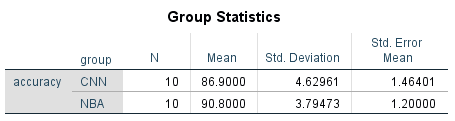 Group Statistics
group N Mean Std. Deviation Std. Error Mean
accuracy CNN 10 86.9000 4.62961 1.46401
NBA 10 90.8000 3.79473 1.20000